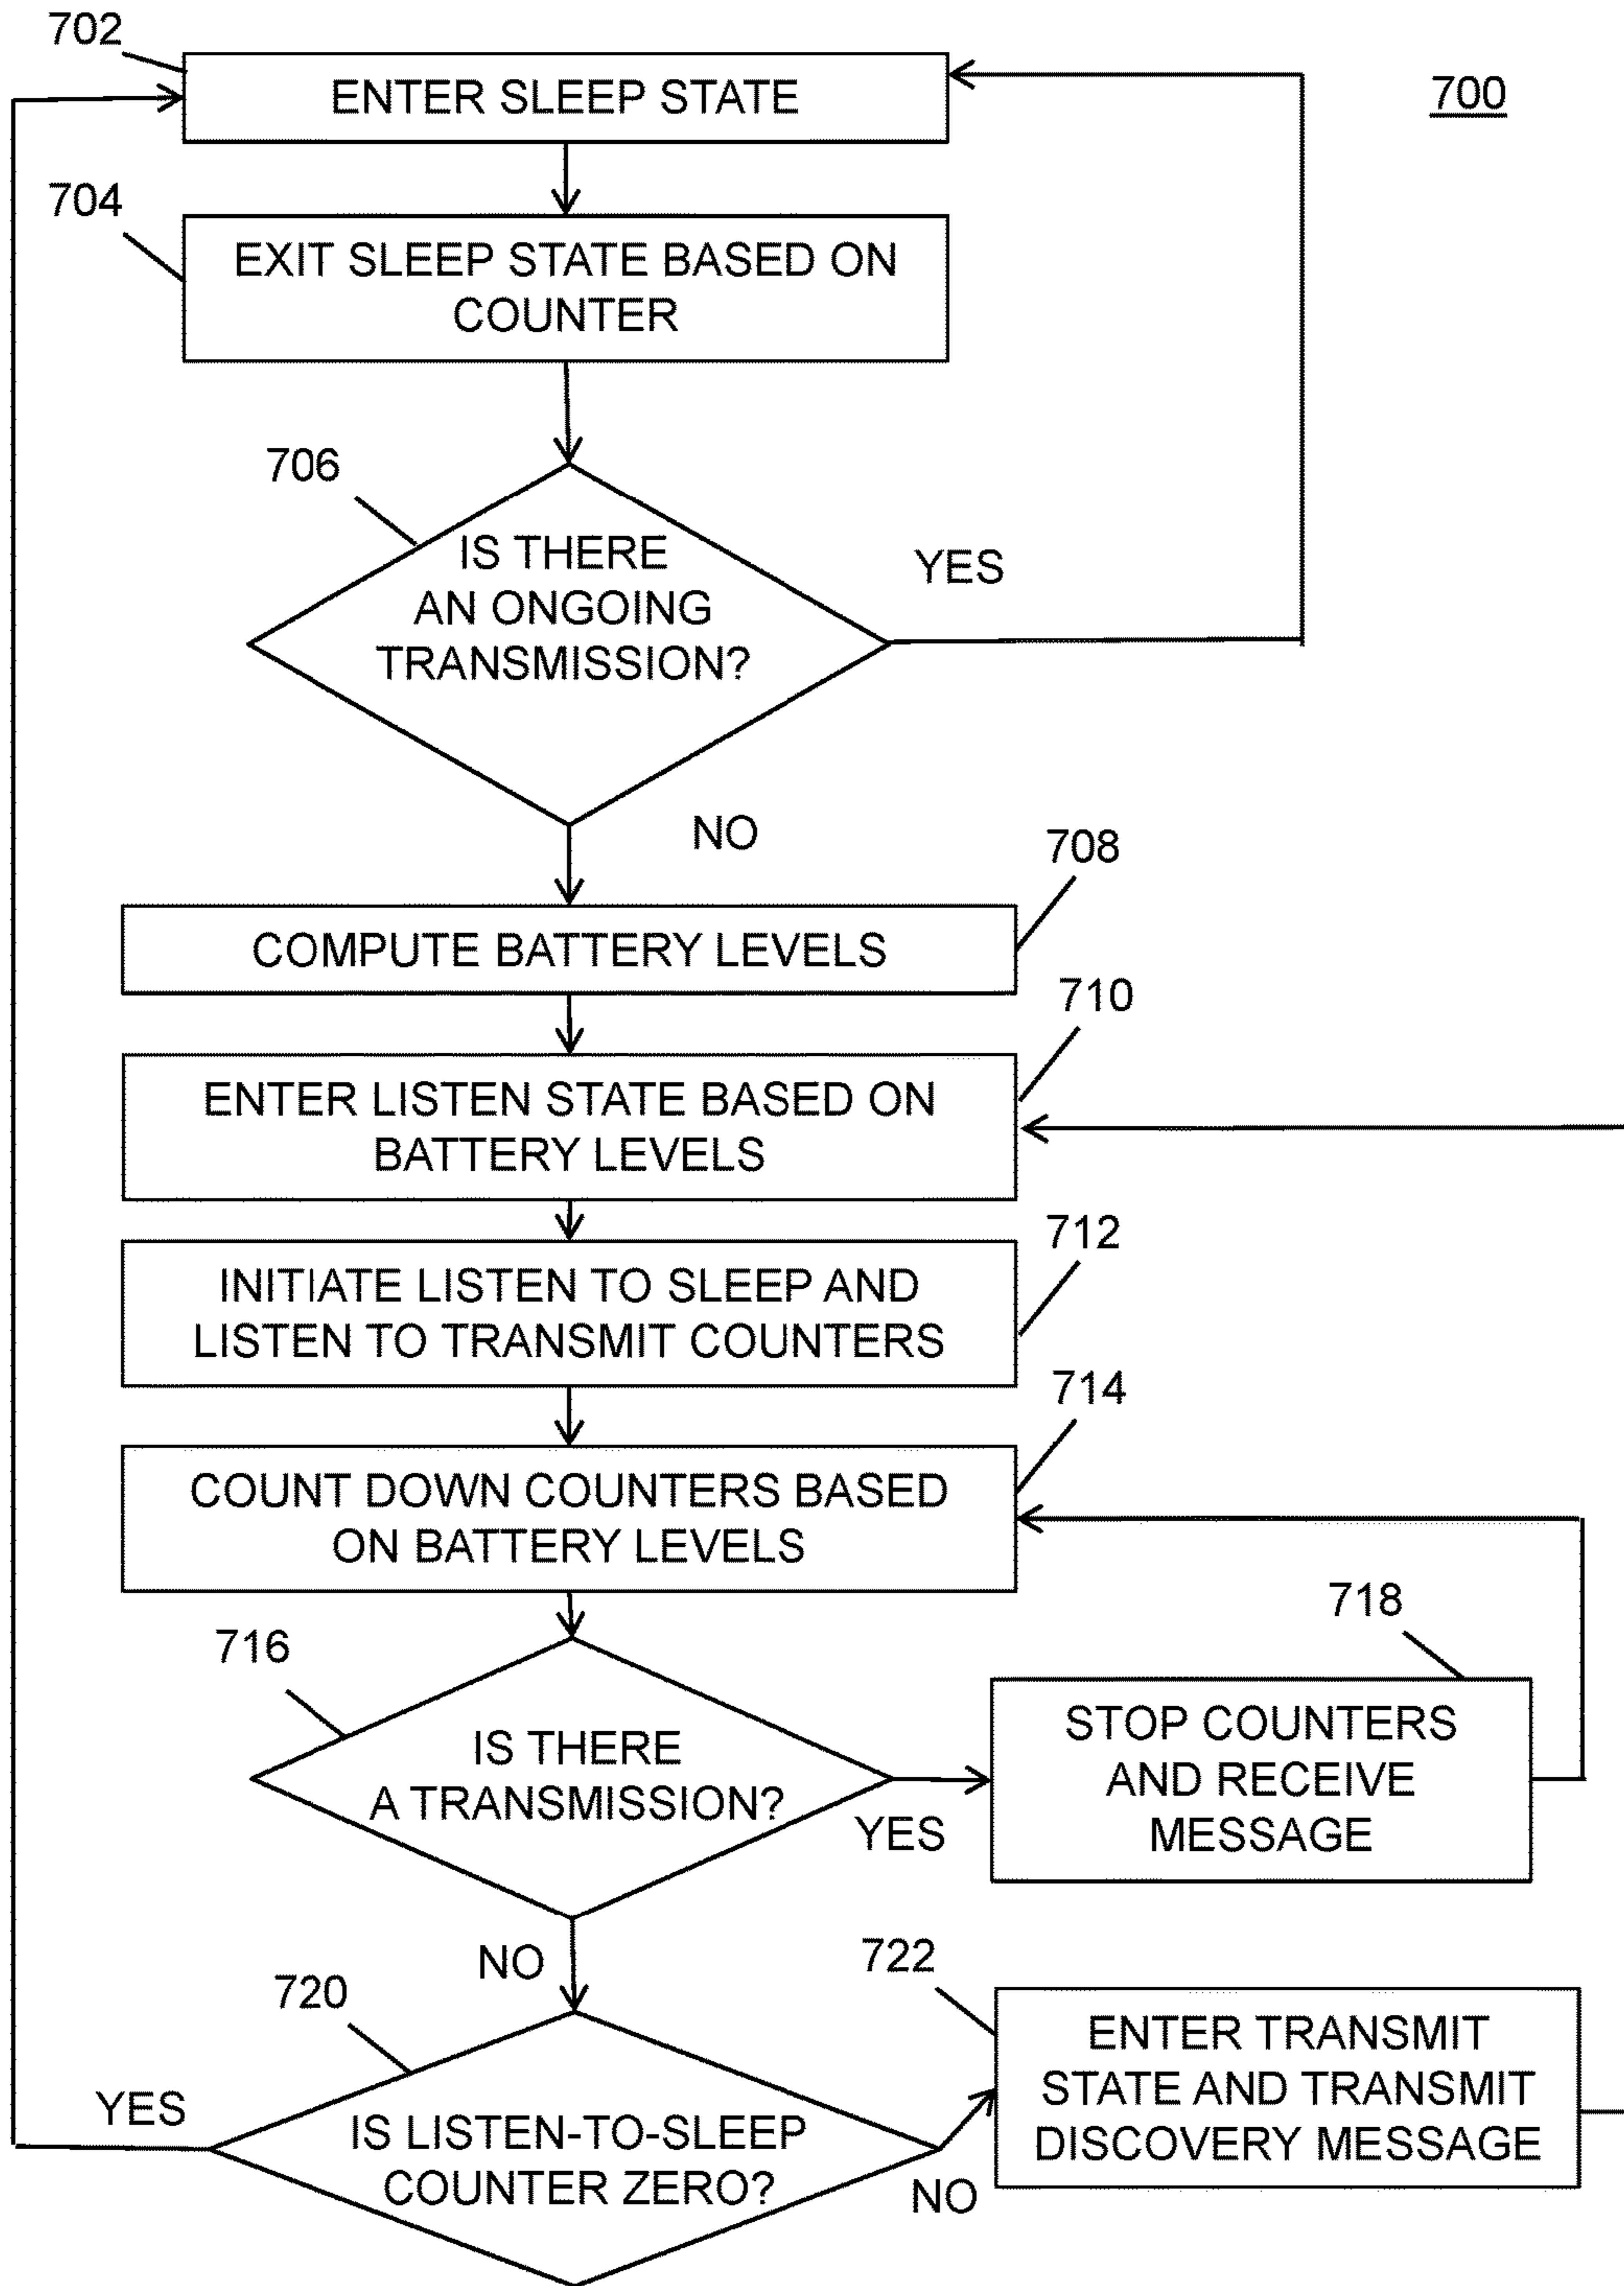 702
ENTER SLEEP STATE
700
704
EXIT SLEEP STATE BASED ON
COUNTER
706
IS THERE
AN ONGOING
TRANSMISSION?
YES
NO
708
COMPUTE BATTERY LEVELS
710
ENTER LISTEN STATE BASED ON
BATTERY LEVELS
712
INITIATE LISTEN TO SLEEP AND
LISTEN TO TRANSMIT COUNTERS
714
COUNT DOWN COUNTERS BASED
ON BATTERY LEVELS
716
IS THERE
A TRANSMISSION?
YES
718
STOP COUNTERS
AND RECEIVE
MESSAGE
NO
720
IS LISTEN-TO-SLEEP
COUNTER ZERO?
YES
NO
722
ENTER TRANSMIT
STATE AND TRANSMIT
DISCOVERY MESSAGE